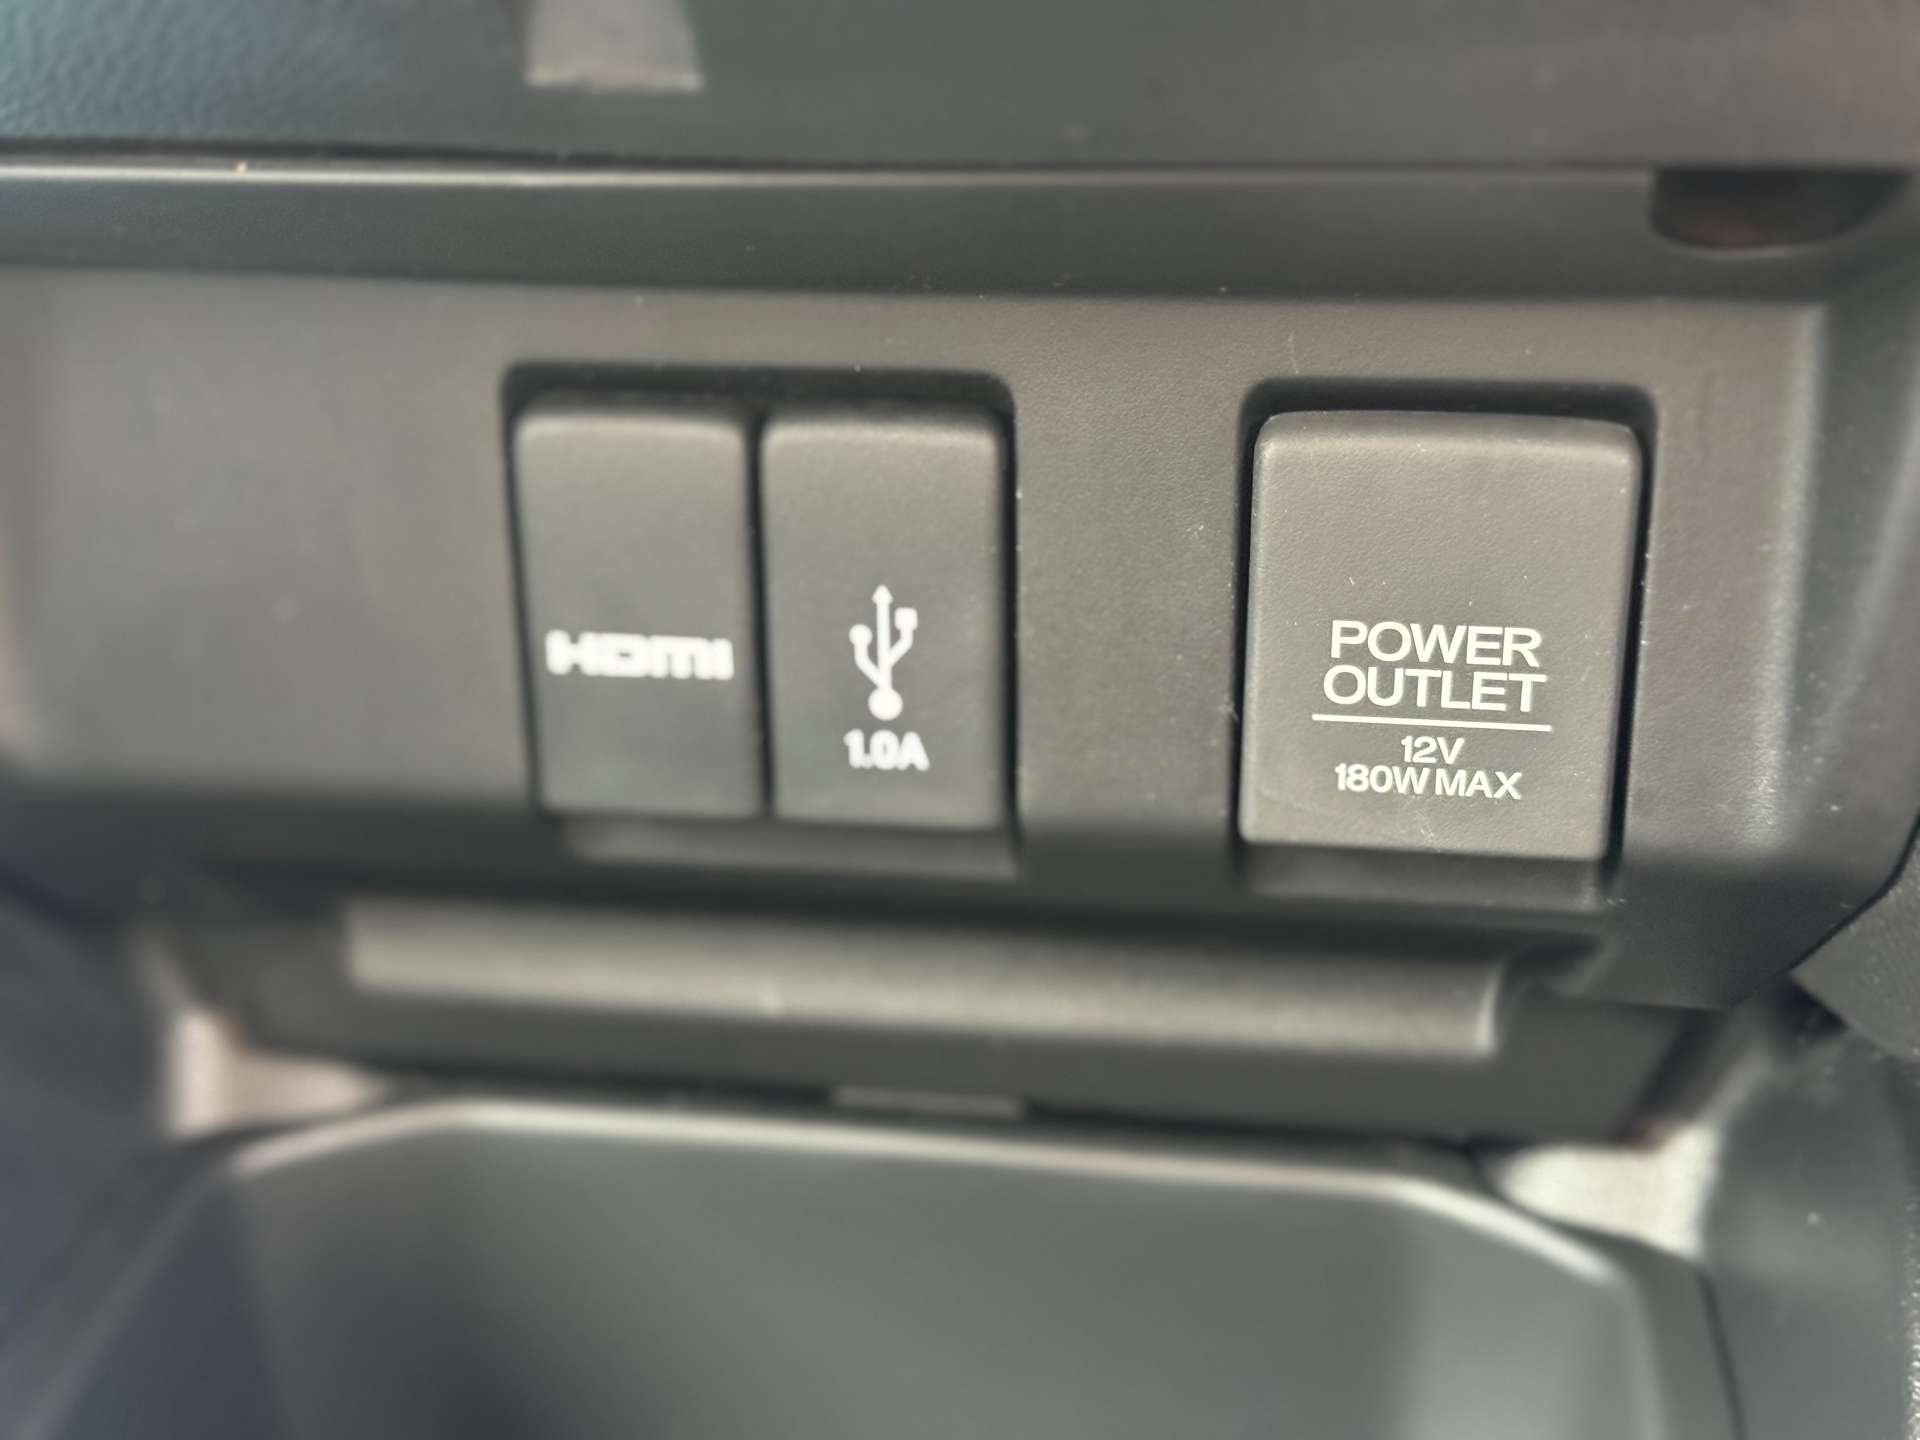 HDMI
1.0A
POWER
OUTLET
12V
180W MAX